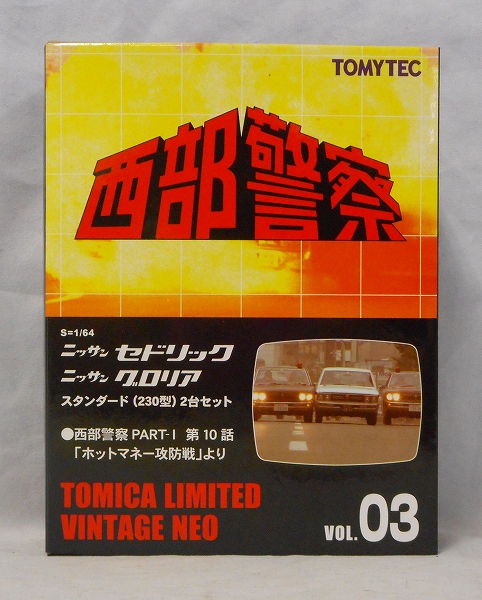 TOMYTEC
西部警察
S=1/64
ニッサン セドリック
ニッサン グロリア
スタンダード (230型) 2台セット
●西部警察 PART-I 第10話
「ホットマネー攻防戦」より
TOMICA LIMITED
VINTAGE NEO
VOL.03